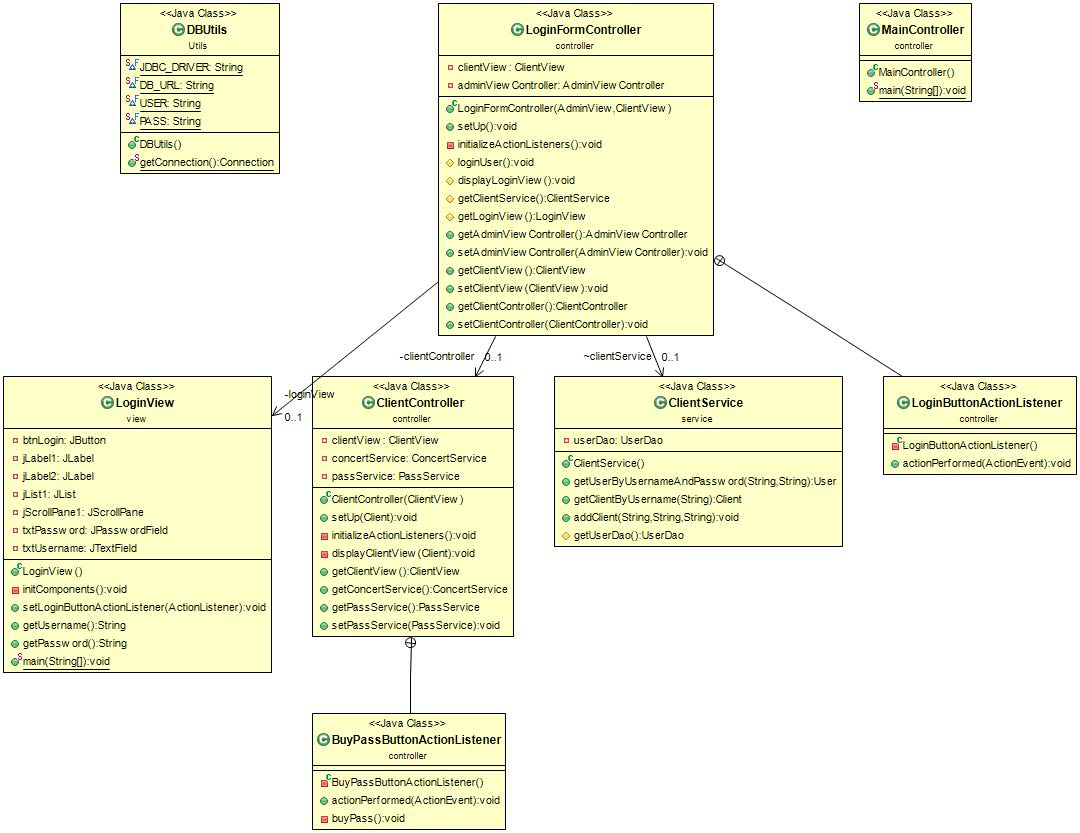 <<Java Class>>
DBUtils
Utils
JDBC_DRIVER: String
DB_URL: String
USER: String
PASS: String
DBUtils()
getConnection():Connection
<<Java Class>>
LoginFormController
controller
clientView : ClientView
adminView Controller: AdminView Controller
LoginFormController(AdminView,ClientView )
setUp():void
initializeActionListeners():void
loginUser():void
displayLoginView ():void
getClientService():ClientService
getLoginView ():LoginView
getAdminView Controller():AdminView Controller
setAdminView Controller(AdminView Controller):void
getClientView ():ClientView
setClientView (ClientView ):void
getClientController():ClientController
setClientController(ClientController):void
<<Java Class>>
MainController
controller
MainController()
main(String[]):void
-clientController
0..1
~clientService
0..1
-loginView
0..1
<<Java Class>>
LoginView
view
btnLogin: JButton
jLabel1: JLabel
jLabel2: JLabel
jList1: JList
jScrollPane1: JScrollPane
txtPassw ord: JPassw ordField
txtUsername: JTextField
LoginView ()
initComponents():void
setLoginButtonActionListener(ActionListener):void
getUsername():String
getPassw ord():String
main(String[]):void
<<Java Class>>
ClientController
controller
clientView : ClientView
concertService: ConcertService
passService: PassService
ClientController(ClientView )
setUp(Client):void
initializeActionListeners():void
displayClientView (Client):void
getClientView ():ClientView
getConcertService():ConcertService
getPassService():PassService
setPassService(PassService):void
<<Java Class>>
ClientService
service
userDao: UserDao
ClientService()
getUserByUsernameAndPassw ord(String,String):User
getClientByUsername(String):Client
addClient(String,String,String):void
getUserDao():UserDao
<<Java Class>>
LoginButtonActionListener
controller
LoginButtonActionListener()
actionPerformed(ActionEvent):void
<<Java Class>>
BuyPassButtonActionListener
controller
BuyPassButtonActionListener()
actionPerformed(ActionEvent):void
buyPass():void